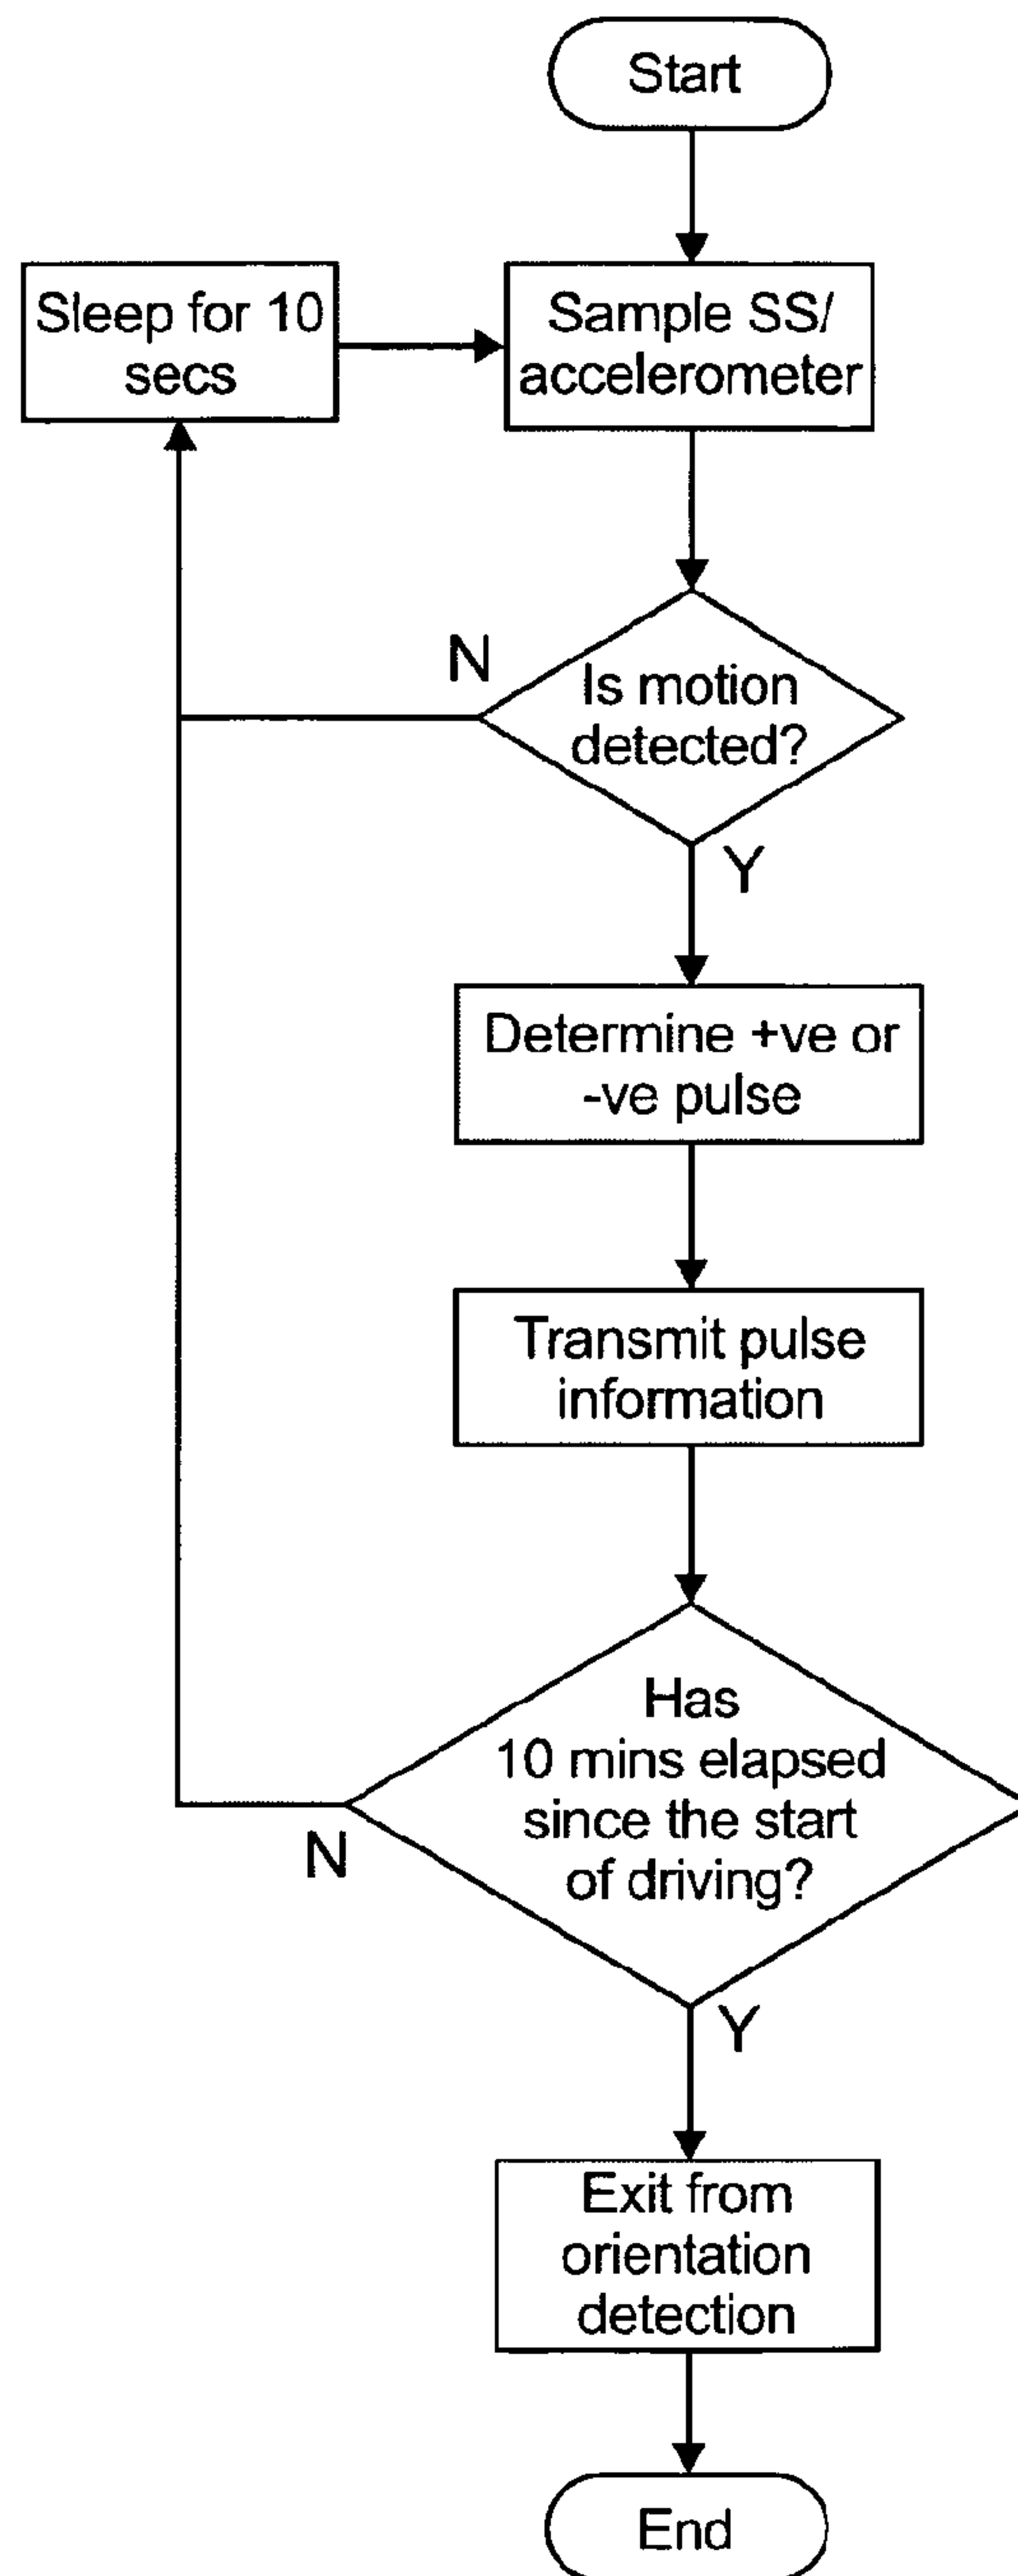 Start
Sleep for 10
secs
Sample SS/
accelerometer
N
Is motion
detected?
Y
Determine +ve or
-ve pulse
Transmit pulse
information
Has
10 mins elapsed
since the start
of driving?
N
Y
Exit from
orientation
detection
End